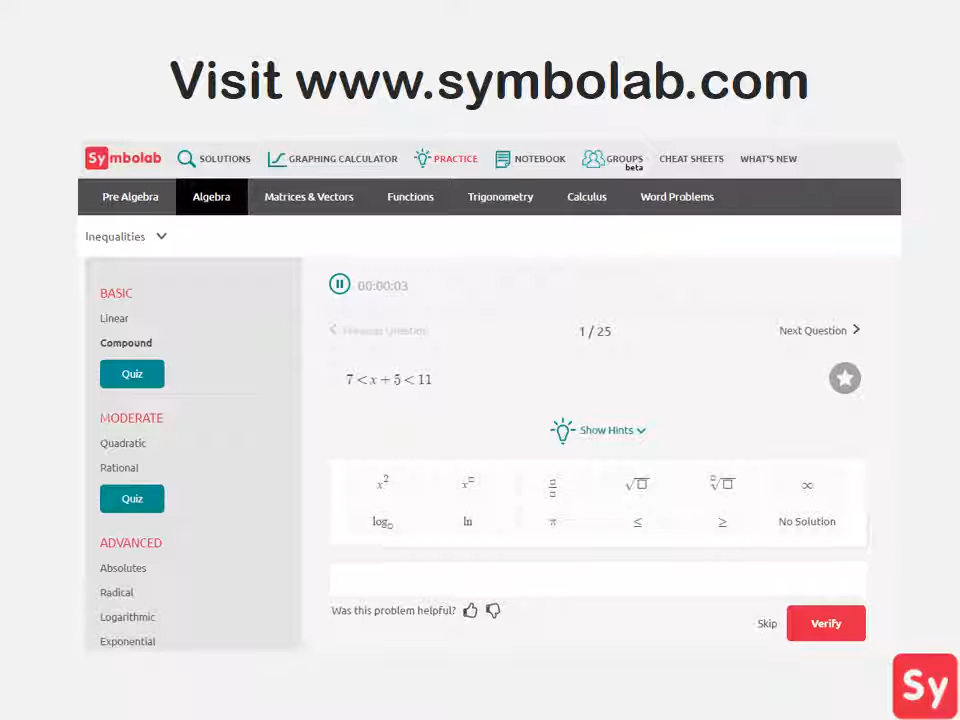 Visit www.symbolab.com
Symbolab SOLUTIONS GRAPHING CALCULATOR PRACTICE NOTEBOOK GROUPS beta CHEAT SHEETS WHAT'S NEW
Pre Algebra Algebra Matrices & Vectors Functions Trigonometry Calculus Word Problems
Inequalities
BASIC
Linear
Compound
Quiz
MODERATE
Quadratic
Rational
Quiz
ADVANCED
Absolutes
Radical
Logarithmic
Exponential
00:00:03
Previous Question 1 / 25 Next Question
7 < x + 5 < 11
Show Hints
x² x□ □/□ √□ □√□ ∞
log□ ln π ≤ ≥ No Solution
Was this problem helpful?
Skip Verify
Sy